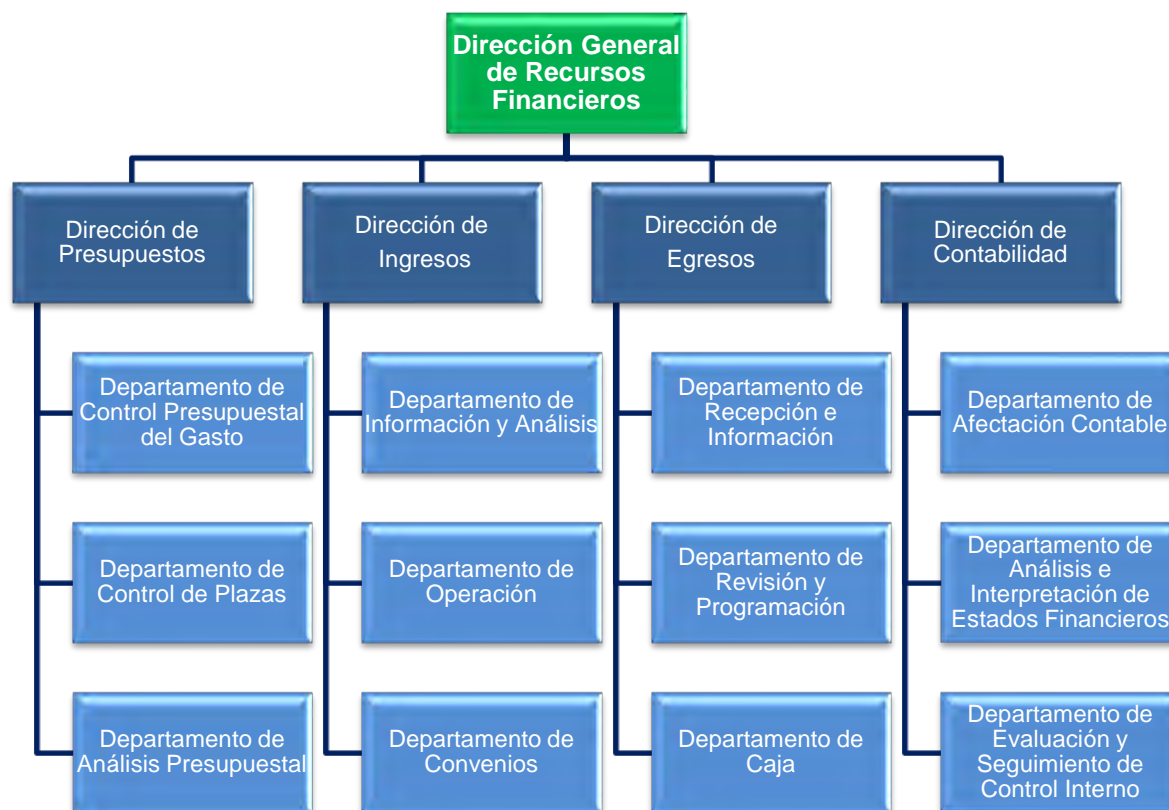 Dirección General
de Recursos
Financieros
Dirección de
Presupuestos
Dirección de
Ingresos
Dirección de
Egresos
Dirección de
Contabilidad
Departamento de
Control Presupuestal
del Gasto
Departamento de
Información y Análisis
Departamento de
Recepción e
Información
Departamento de
Afectación Contable
Departamento de
Control de Plazas
Departamento de
Operación
Departamento de
Revisión y
Programación
Departamento de
Análisis e
Interpretación de
Estados Financieros
Departamento de
Análisis Presupuestal
Departamento de
Convenios
Departamento de
Caja
Departamento de
Evaluación y
Seguimiento de
Control Interno